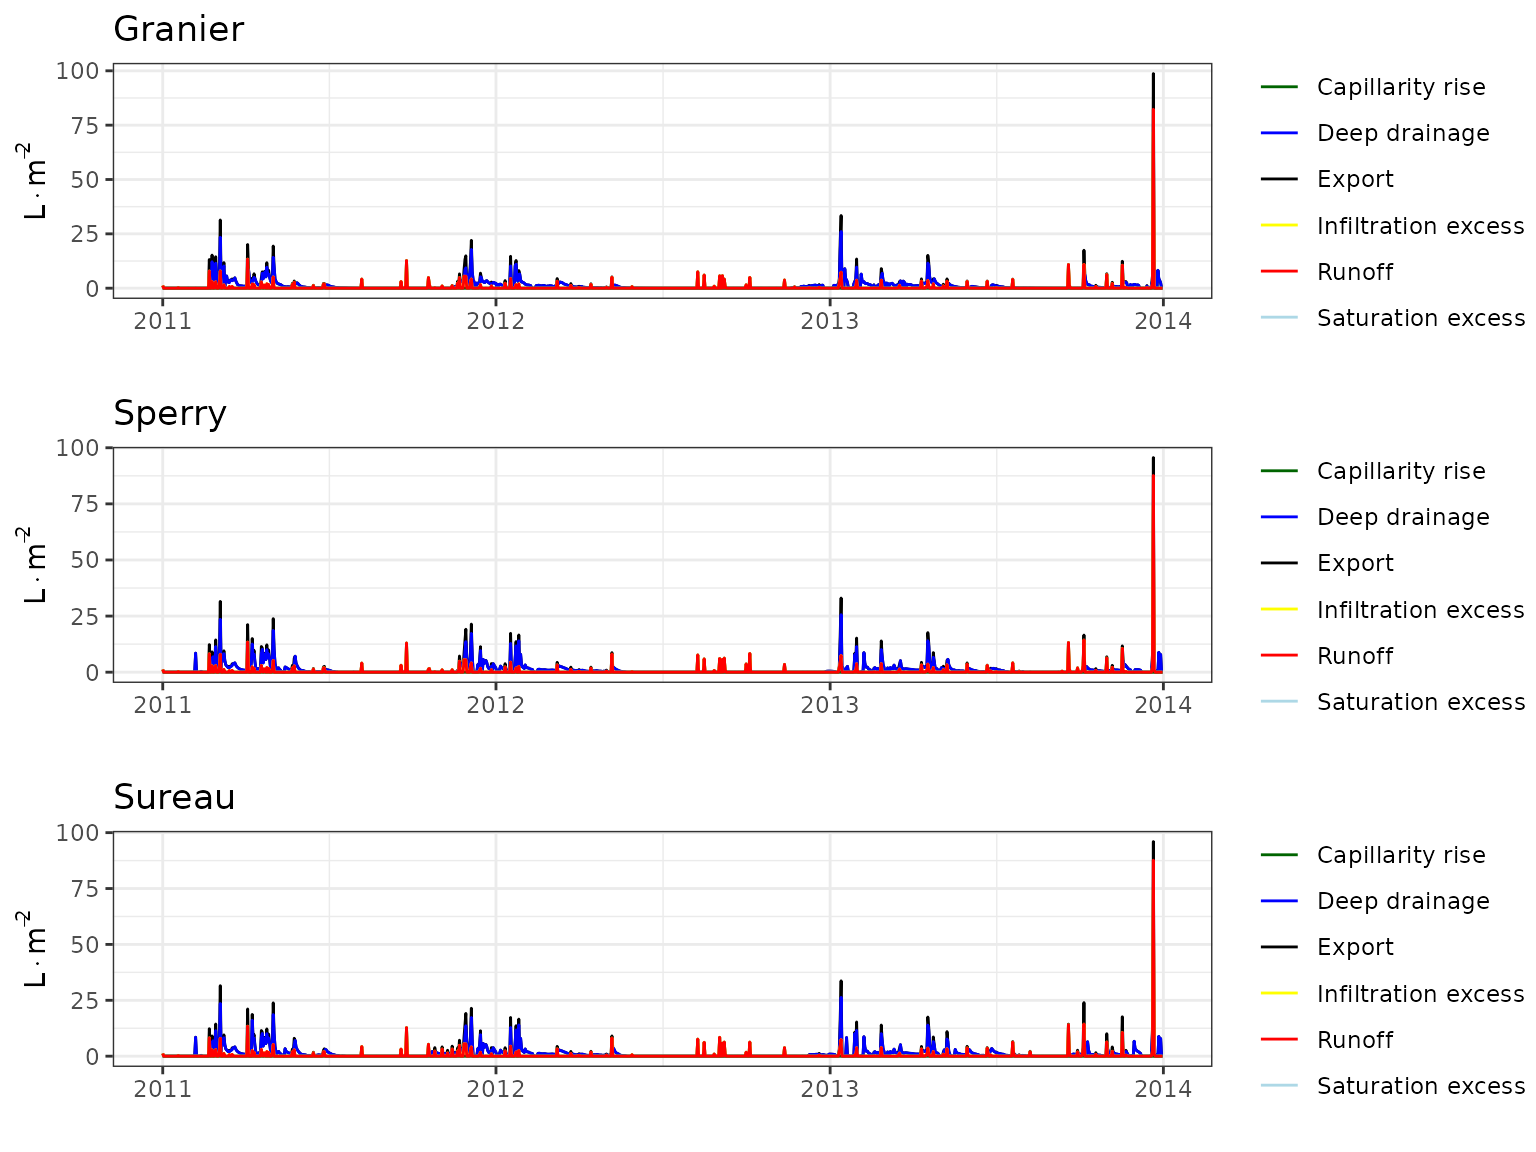 Granier
100
75
50
25
0
L·m⁻²
2011 2012 2013 2014
Capillarity rise
Deep drainage
Export
Infiltration excess
Runoff
Saturation excess
Sperry
100
75
50
25
0
L·m⁻²
2011 2012 2013 2014
Capillarity rise
Deep drainage
Export
Infiltration excess
Runoff
Saturation excess
Sureau
100
75
50
25
0
L·m⁻²
2011 2012 2013 2014
Capillarity rise
Deep drainage
Export
Infiltration excess
Runoff
Saturation excess